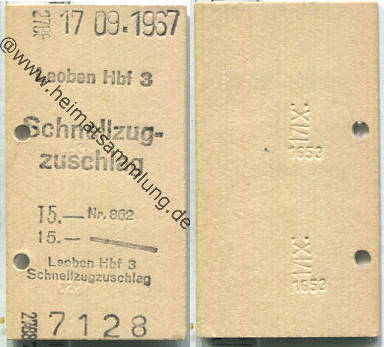 17 09. 1967
Leoben Hbf 3
Schnellzug-
zuschlag
15.— Nr. 862
15.—
Leoben Hbf 3
Schnellzugzuschlag
7128
@www.heimatsammlung.de
1653
1653